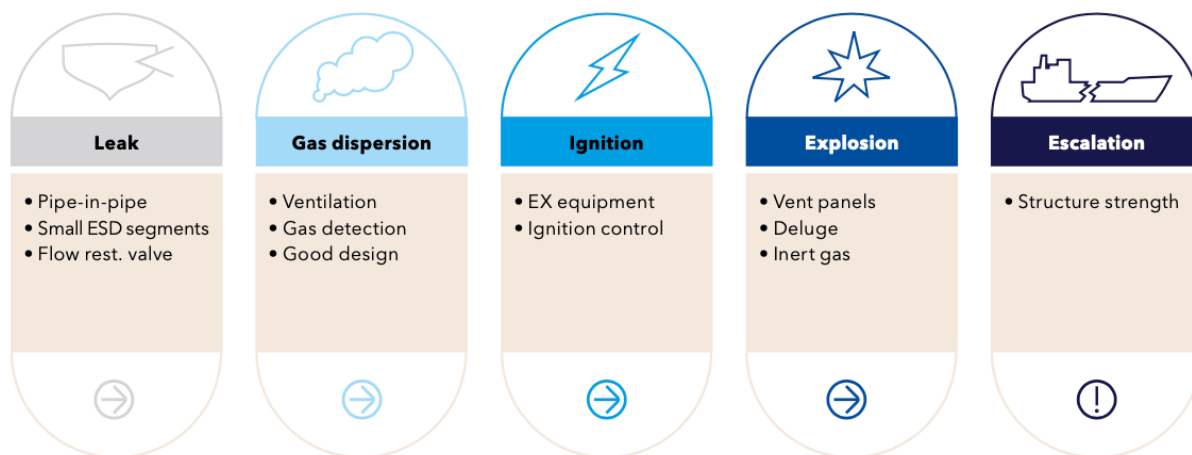 Leak
• Pipe-in-pipe
• Small ESD segments
• Flow rest. valve
Gas dispersion
• Ventilation
• Gas detection
• Good design
Ignition
• EX equipment
• Ignition control
Explosion
• Vent panels
• Deluge
• Inert gas
Escalation
• Structure strength